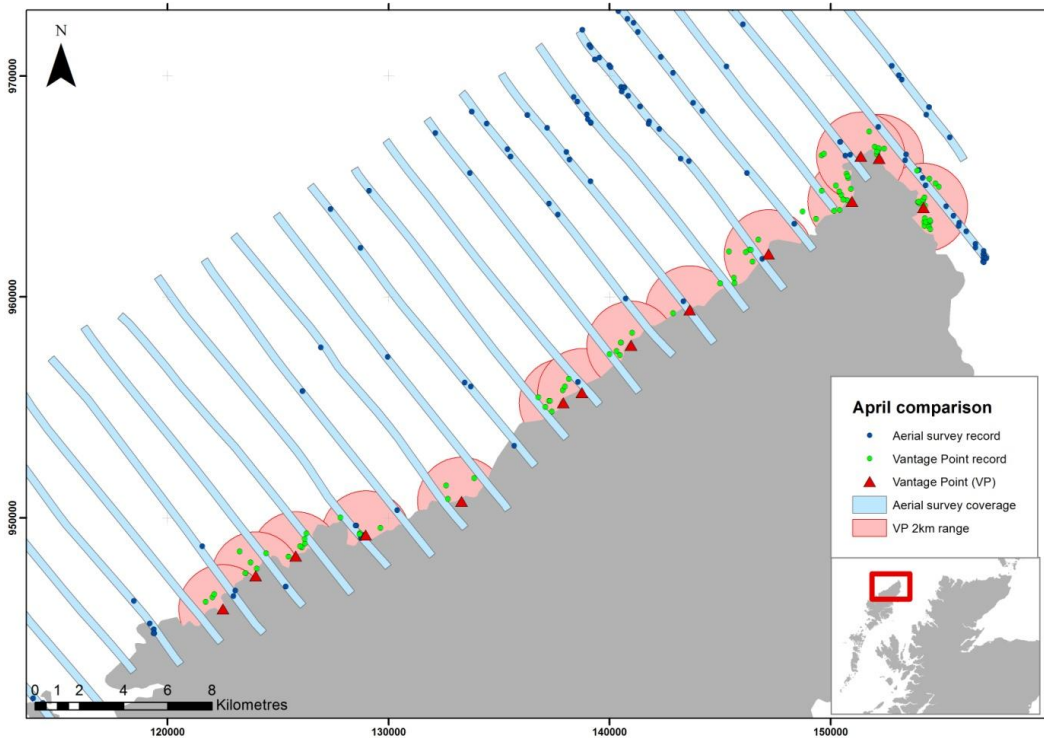 N
970000
960000
950000
April comparison
Aerial survey record
Vantage Point record
Vantage Point (VP)
Aerial survey coverage
VP 2km range
0 1 2 4 6 8
Kilometres
120000 130000 140000 150000